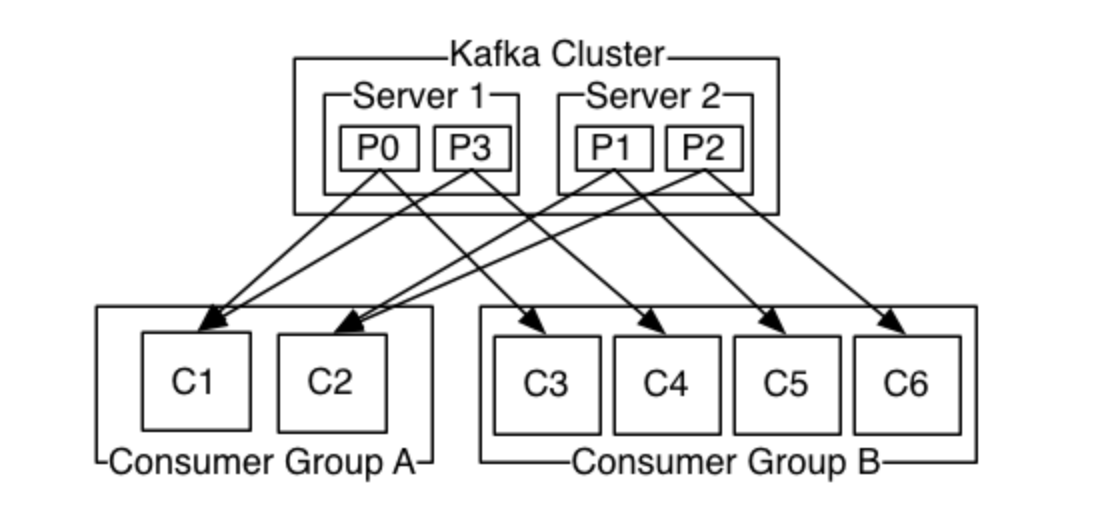 Kafka Cluster
Server 1 Server 2
P0 P3 P1 P2
C1 C2 C3 C4 C5 C6
Consumer Group A Consumer Group B